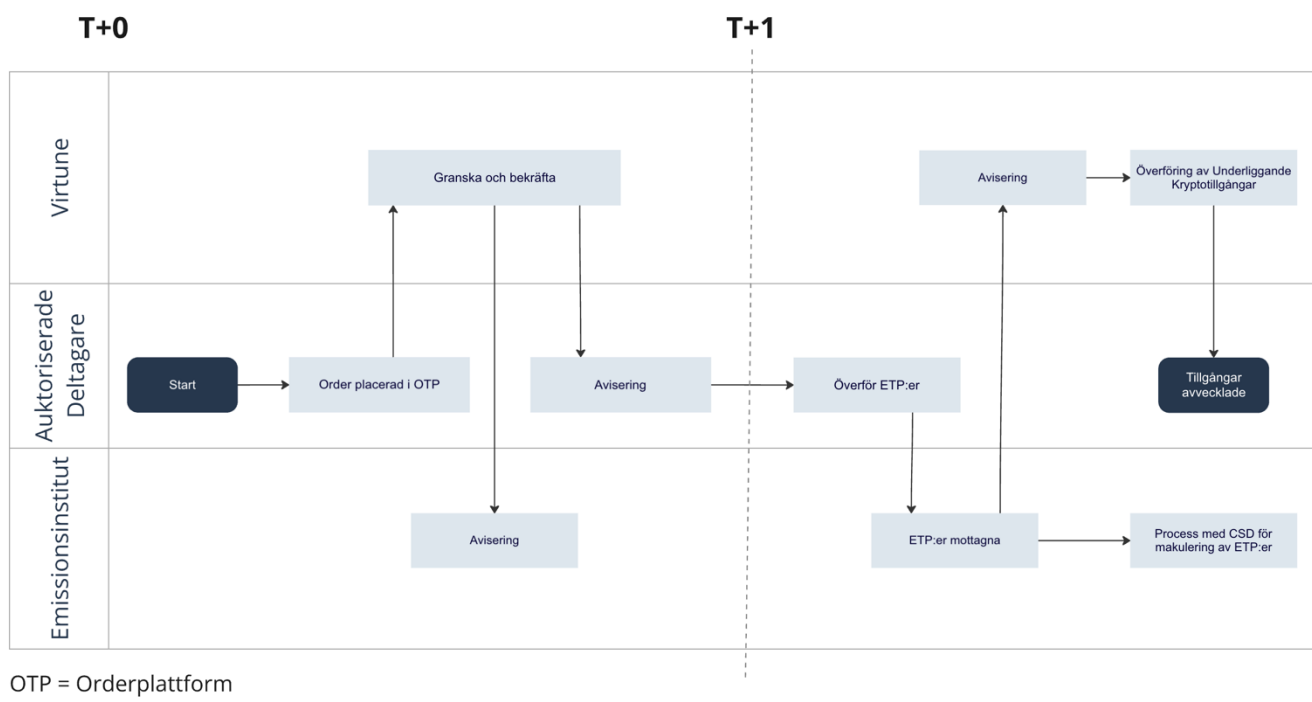 T+0
T+1
Virtune
Granska och bekräfta
Avisering
Överföring av Underliggande
Kryptotillgångar
Auktoriserade
Deltagare
Start
Order placerad i OTP
Avisering
Överför ETP:er
Tillgångar
avvecklade
Emissionsinstitut
Avisering
ETP:er mottagna
Process med CSD för
makulering av ETP:er
OTP = Orderplattform